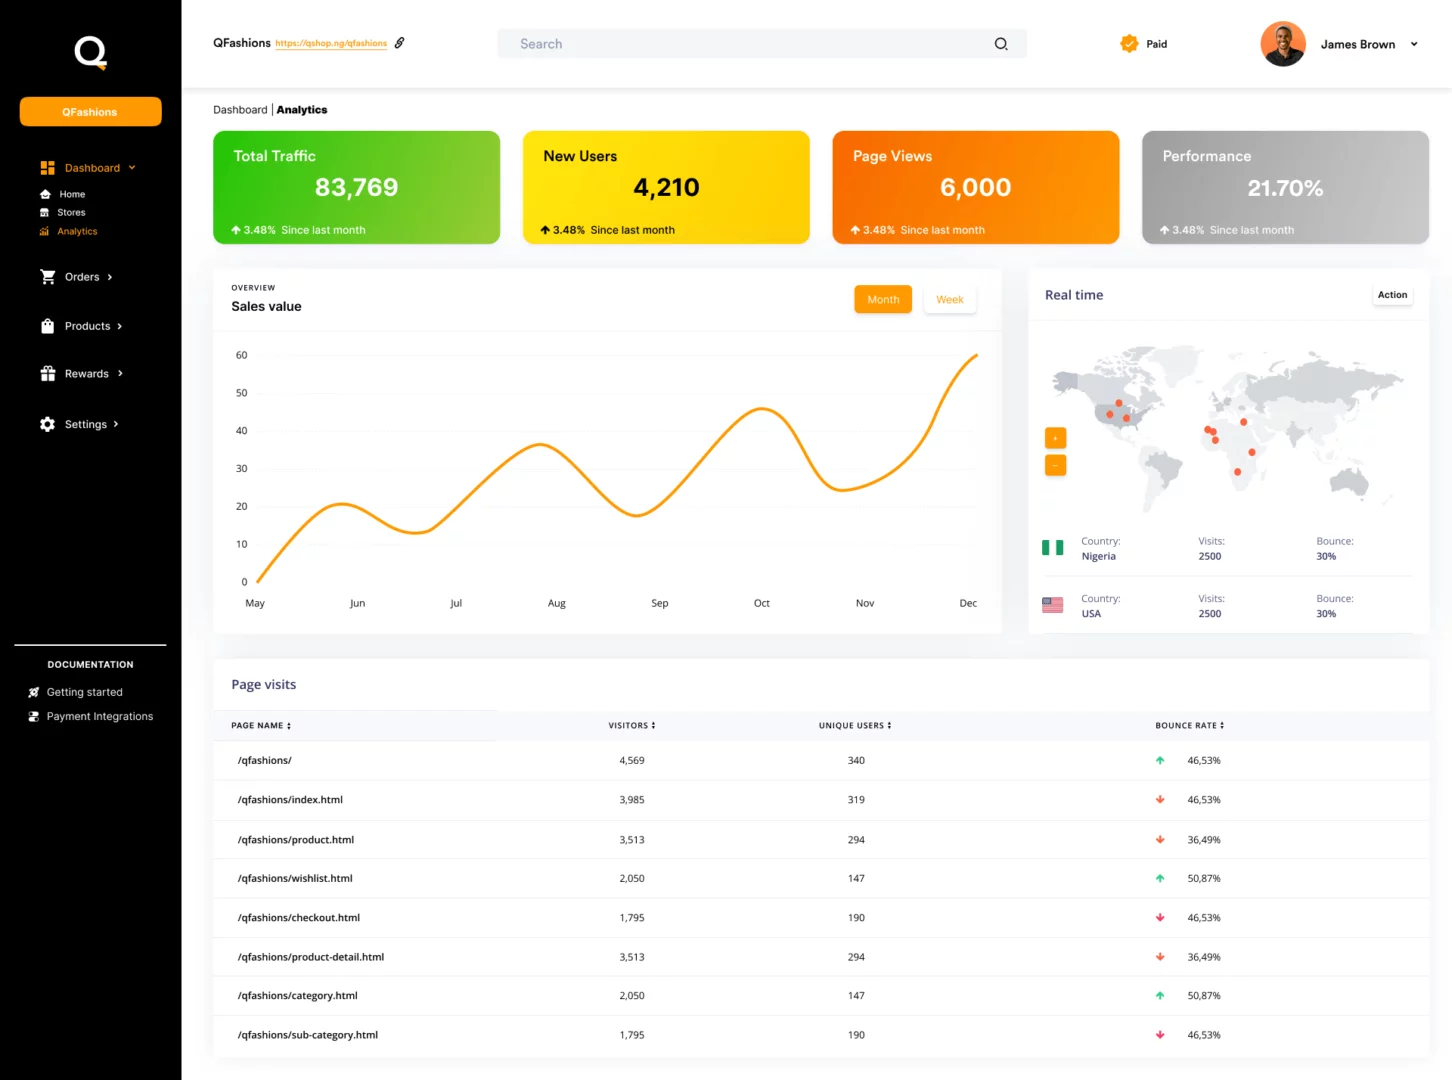 Q
QFashions https://qshop.ng/qfashions
Search
Paid
James Brown
QFashions
Dashboard
Home
Stores
Analytics
Orders
Products
Rewards
Settings
DOCUMENTATION
Getting started
Payment Integrations
Dashboard | Analytics
Total Traffic
83,769
3.48% Since last month
New Users
4,210
3.48% Since last month
Page Views
6,000
3.48% Since last month
Performance
21.70%
3.48% Since last month
OVERVIEW
Sales value
Month
Week
60
50
40
30
20
10
0
May Jun Jul Aug Sep Oct Nov Dec
Real time
Action
+
-
Country: Visits: Bounce:
Nigeria 2500 30%
Country: Visits: Bounce:
USA 2500 30%
Page visits
PAGE NAME VISITORS UNIQUE USERS BOUNCE RATE
/qfashions/ 4,569 340 46,53%
/qfashions/index.html 3,985 319 46,53%
/qfashions/product.html 3,513 294 36,49%
/qfashions/wishlist.html 2,050 147 50,87%
/qfashions/checkout.html 1,795 190 46,53%
/qfashions/product-detail.html 3,513 294 36,49%
/qfashions/category.html 2,050 147 50,87%
/qfashions/sub-category.html 1,795 190 46,53%